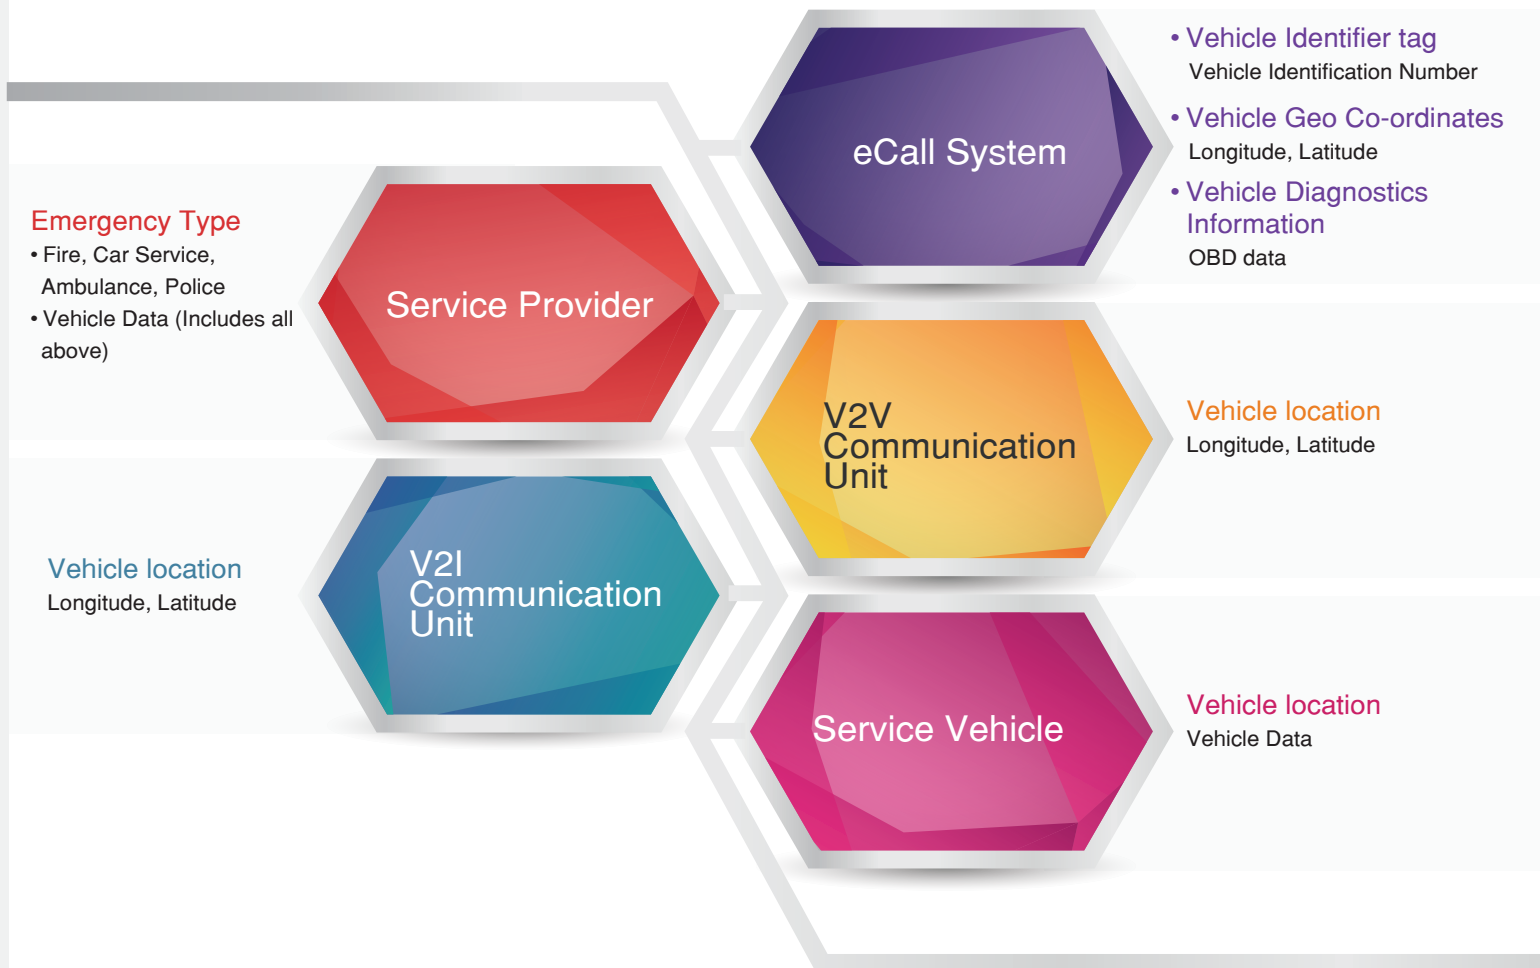 eCall System
• Vehicle Identifier tag
Vehicle Identification Number
• Vehicle Geo Co-ordinates
Longitude, Latitude
• Vehicle Diagnostics
Information
OBD data
Emergency Type
• Fire, Car Service,
Ambulance, Police
• Vehicle Data (Includes all
above)
Service Provider
V2V
Communication
Unit
Vehicle location
Longitude, Latitude
Vehicle location
Longitude, Latitude
V2I
Communication
Unit
Service Vehicle
Vehicle location
Vehicle Data